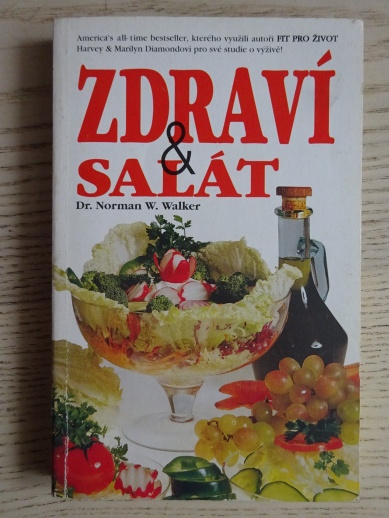 America's all-time bestseller, kterého využili autoři FIT PRO ŽIVOT
Harvey & Marilyn Diamondovi pro své studie o výživě!
ZDRAVÍ
&
SALÁT
Dr. Norman W. Walker